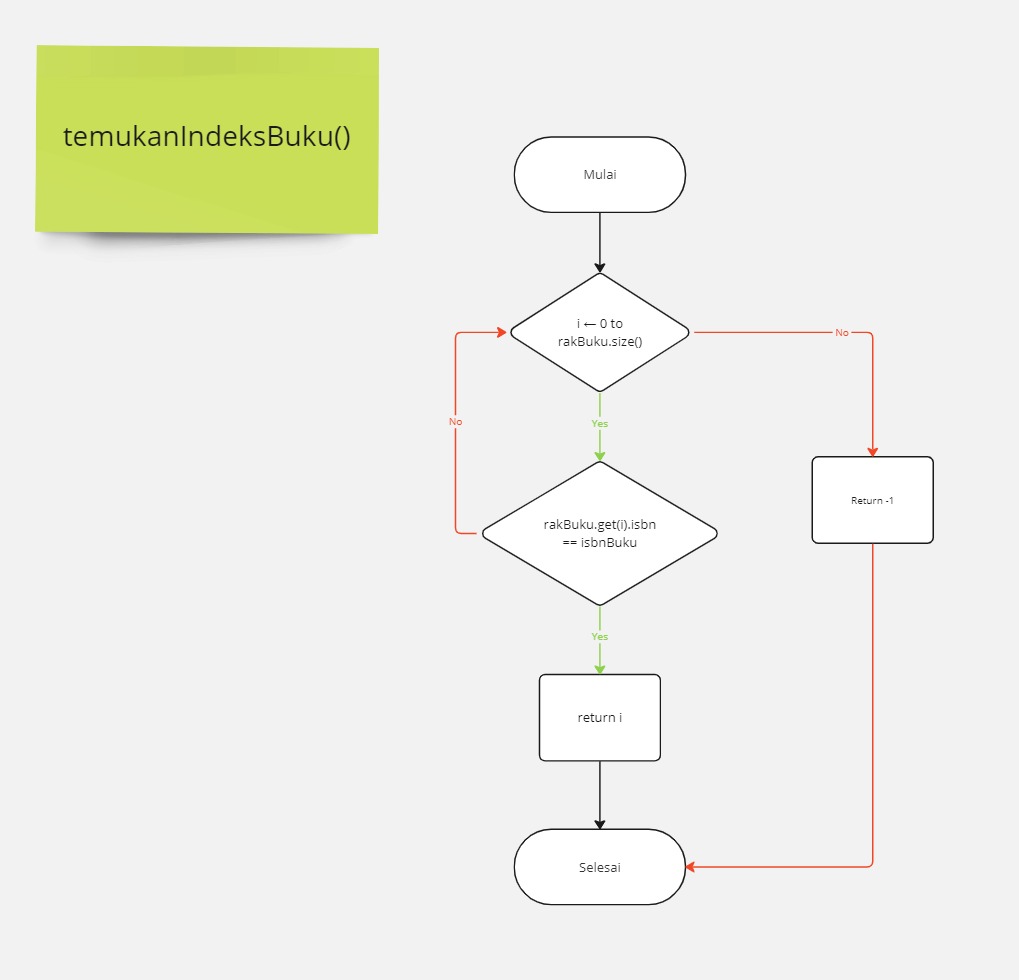 temukanIndeksBuku()
Mulai
i ← 0 to
rakBuku.size()
No
No
Yes
rakBuku.get(i).isbn
== isbnBuku
Return -1
Yes
return i
Selesai